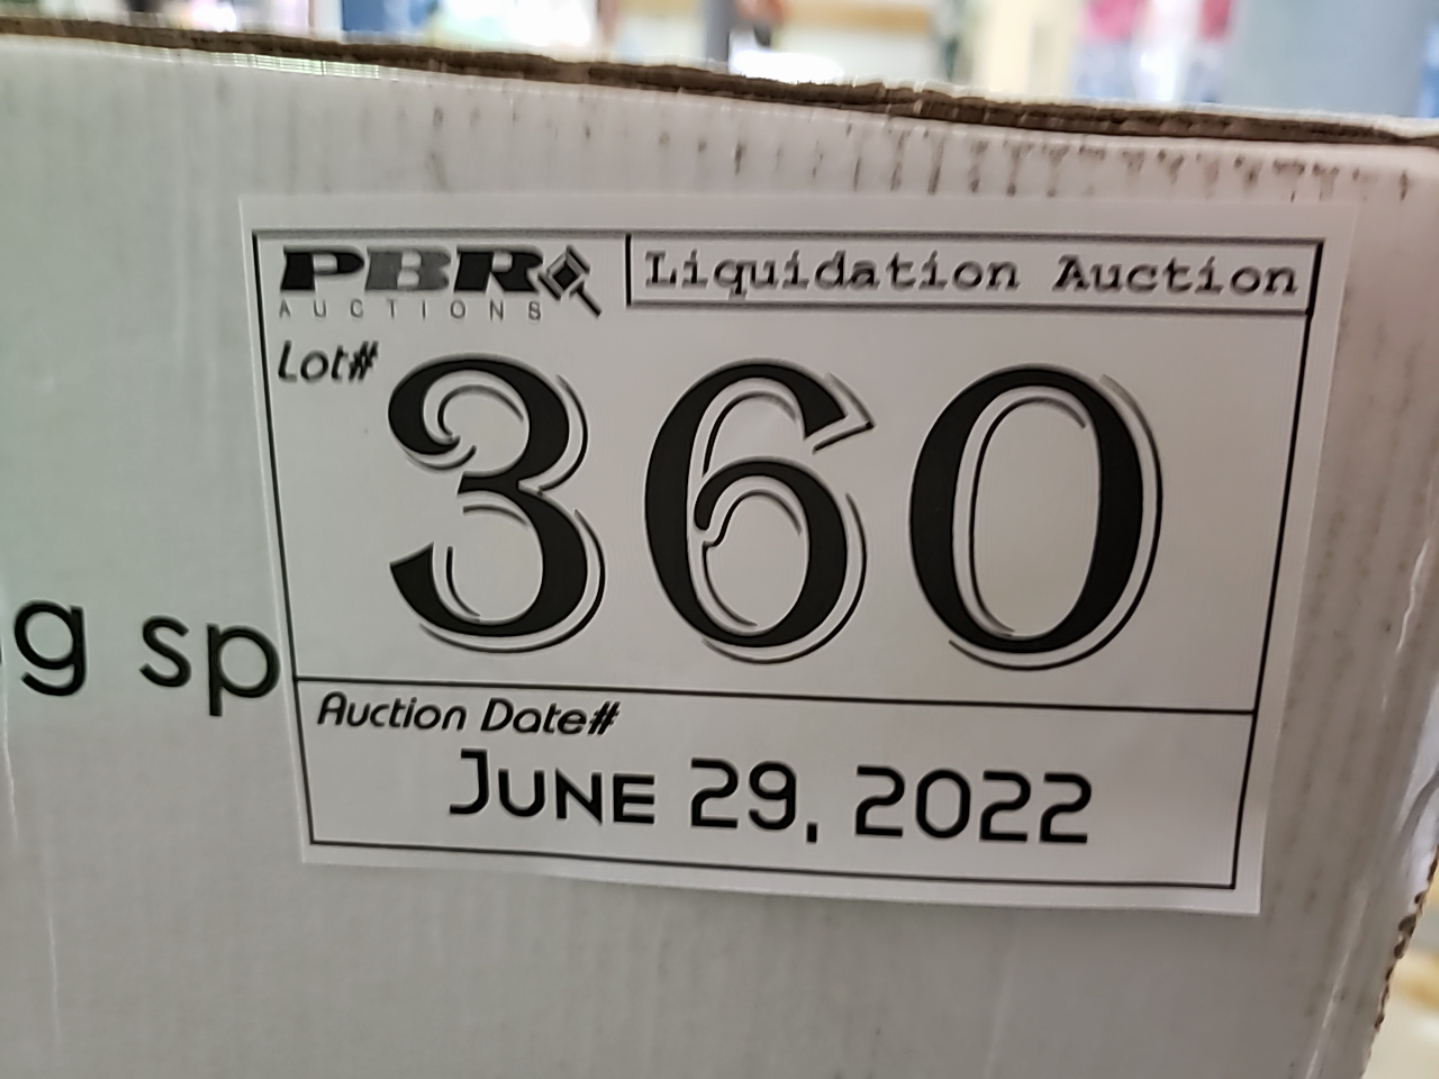 PBR
AUCTIONS
Liquidation Auction
Lot#
360
g sp
Auction Date#
JUNE 29, 2022